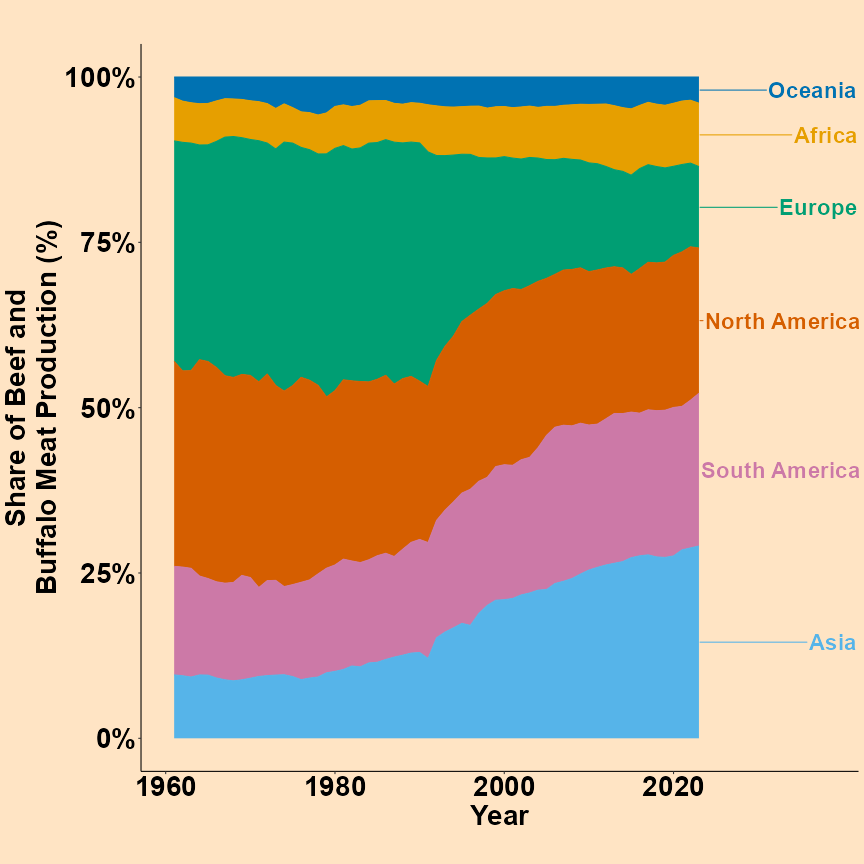 Share of Beef and
Buffalo Meat Production (%)
100%
75%
50%
25%
0%
1960
1980
2000
2020
Year
Oceania
Africa
Europe
North America
South America
Asia